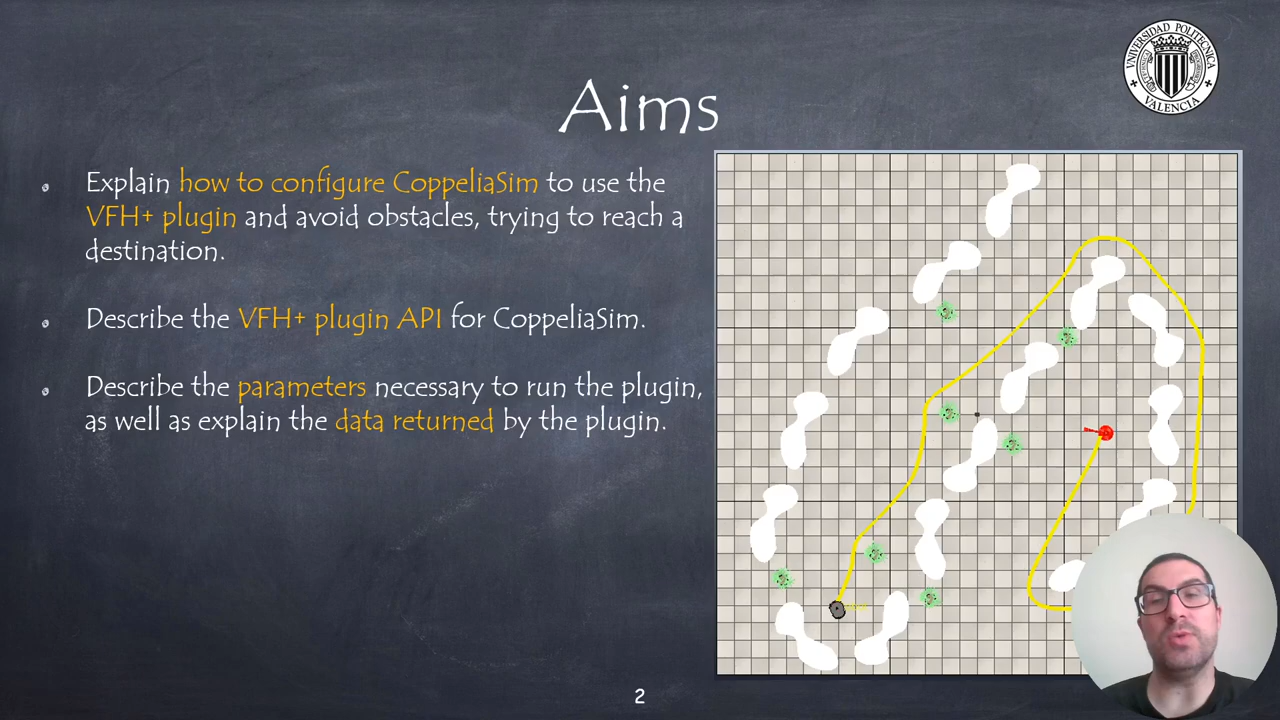 UNIVERSIDAD POLITECNICA
VALENCIA
Aims
Explain how to configure CoppeliaSim to use the
VFH+ plugin and avoid obstacles, trying to reach a
destination.
Describe the VFH+ plugin API for CoppeliaSim.
Describe the parameters necessary to run the plugin,
as well as explain the data returned by the plugin.
2